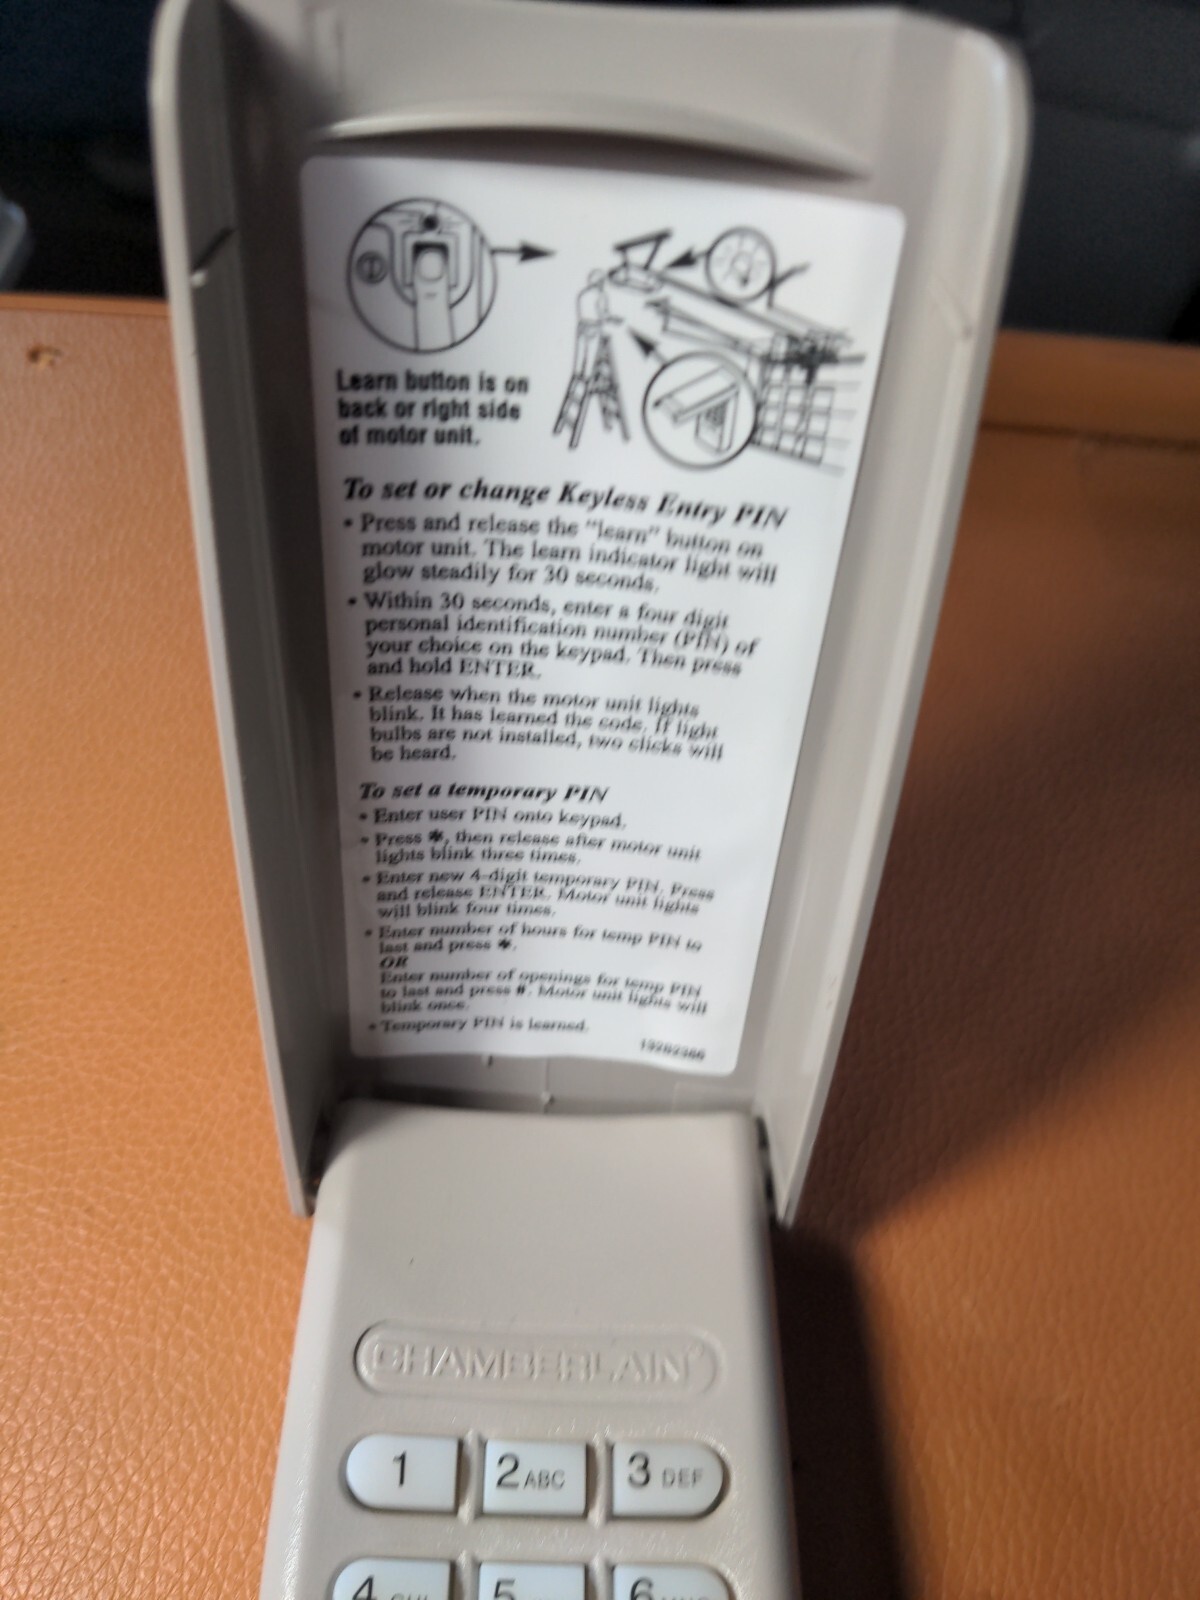 Learn button is on
back or right side
of motor unit.
To set or change Keyless Entry PIN
• Press and release the "learn" button on
motor unit. The learn indicator light will
glow steadily for 30 seconds.
• Within 30 seconds, enter a four digit
personal identification number (PIN) of
your choice on the keypad. Then press
and hold ENTER.
• Release when the motor unit lights
blink. It has learned the code. If light
bulbs are not installed, two clicks will
be heard.
To set a temporary PIN
• Enter user PIN onto keypad.
• Press ✱, then release after motor unit
lights blink three times.
• Enter new 4-digit temporary PIN. Press
and release ENTER. Motor unit lights
will blink four times.
• Enter number of hours for temp PIN to
last and press ✱.
OR
Enter number of openings for temp PIN
to last and press #. Motor unit lights will
blink once.
• Temporary PIN is learned.
CHAMBERLAIN
1 2 ABC 3 DEF
4 5 6